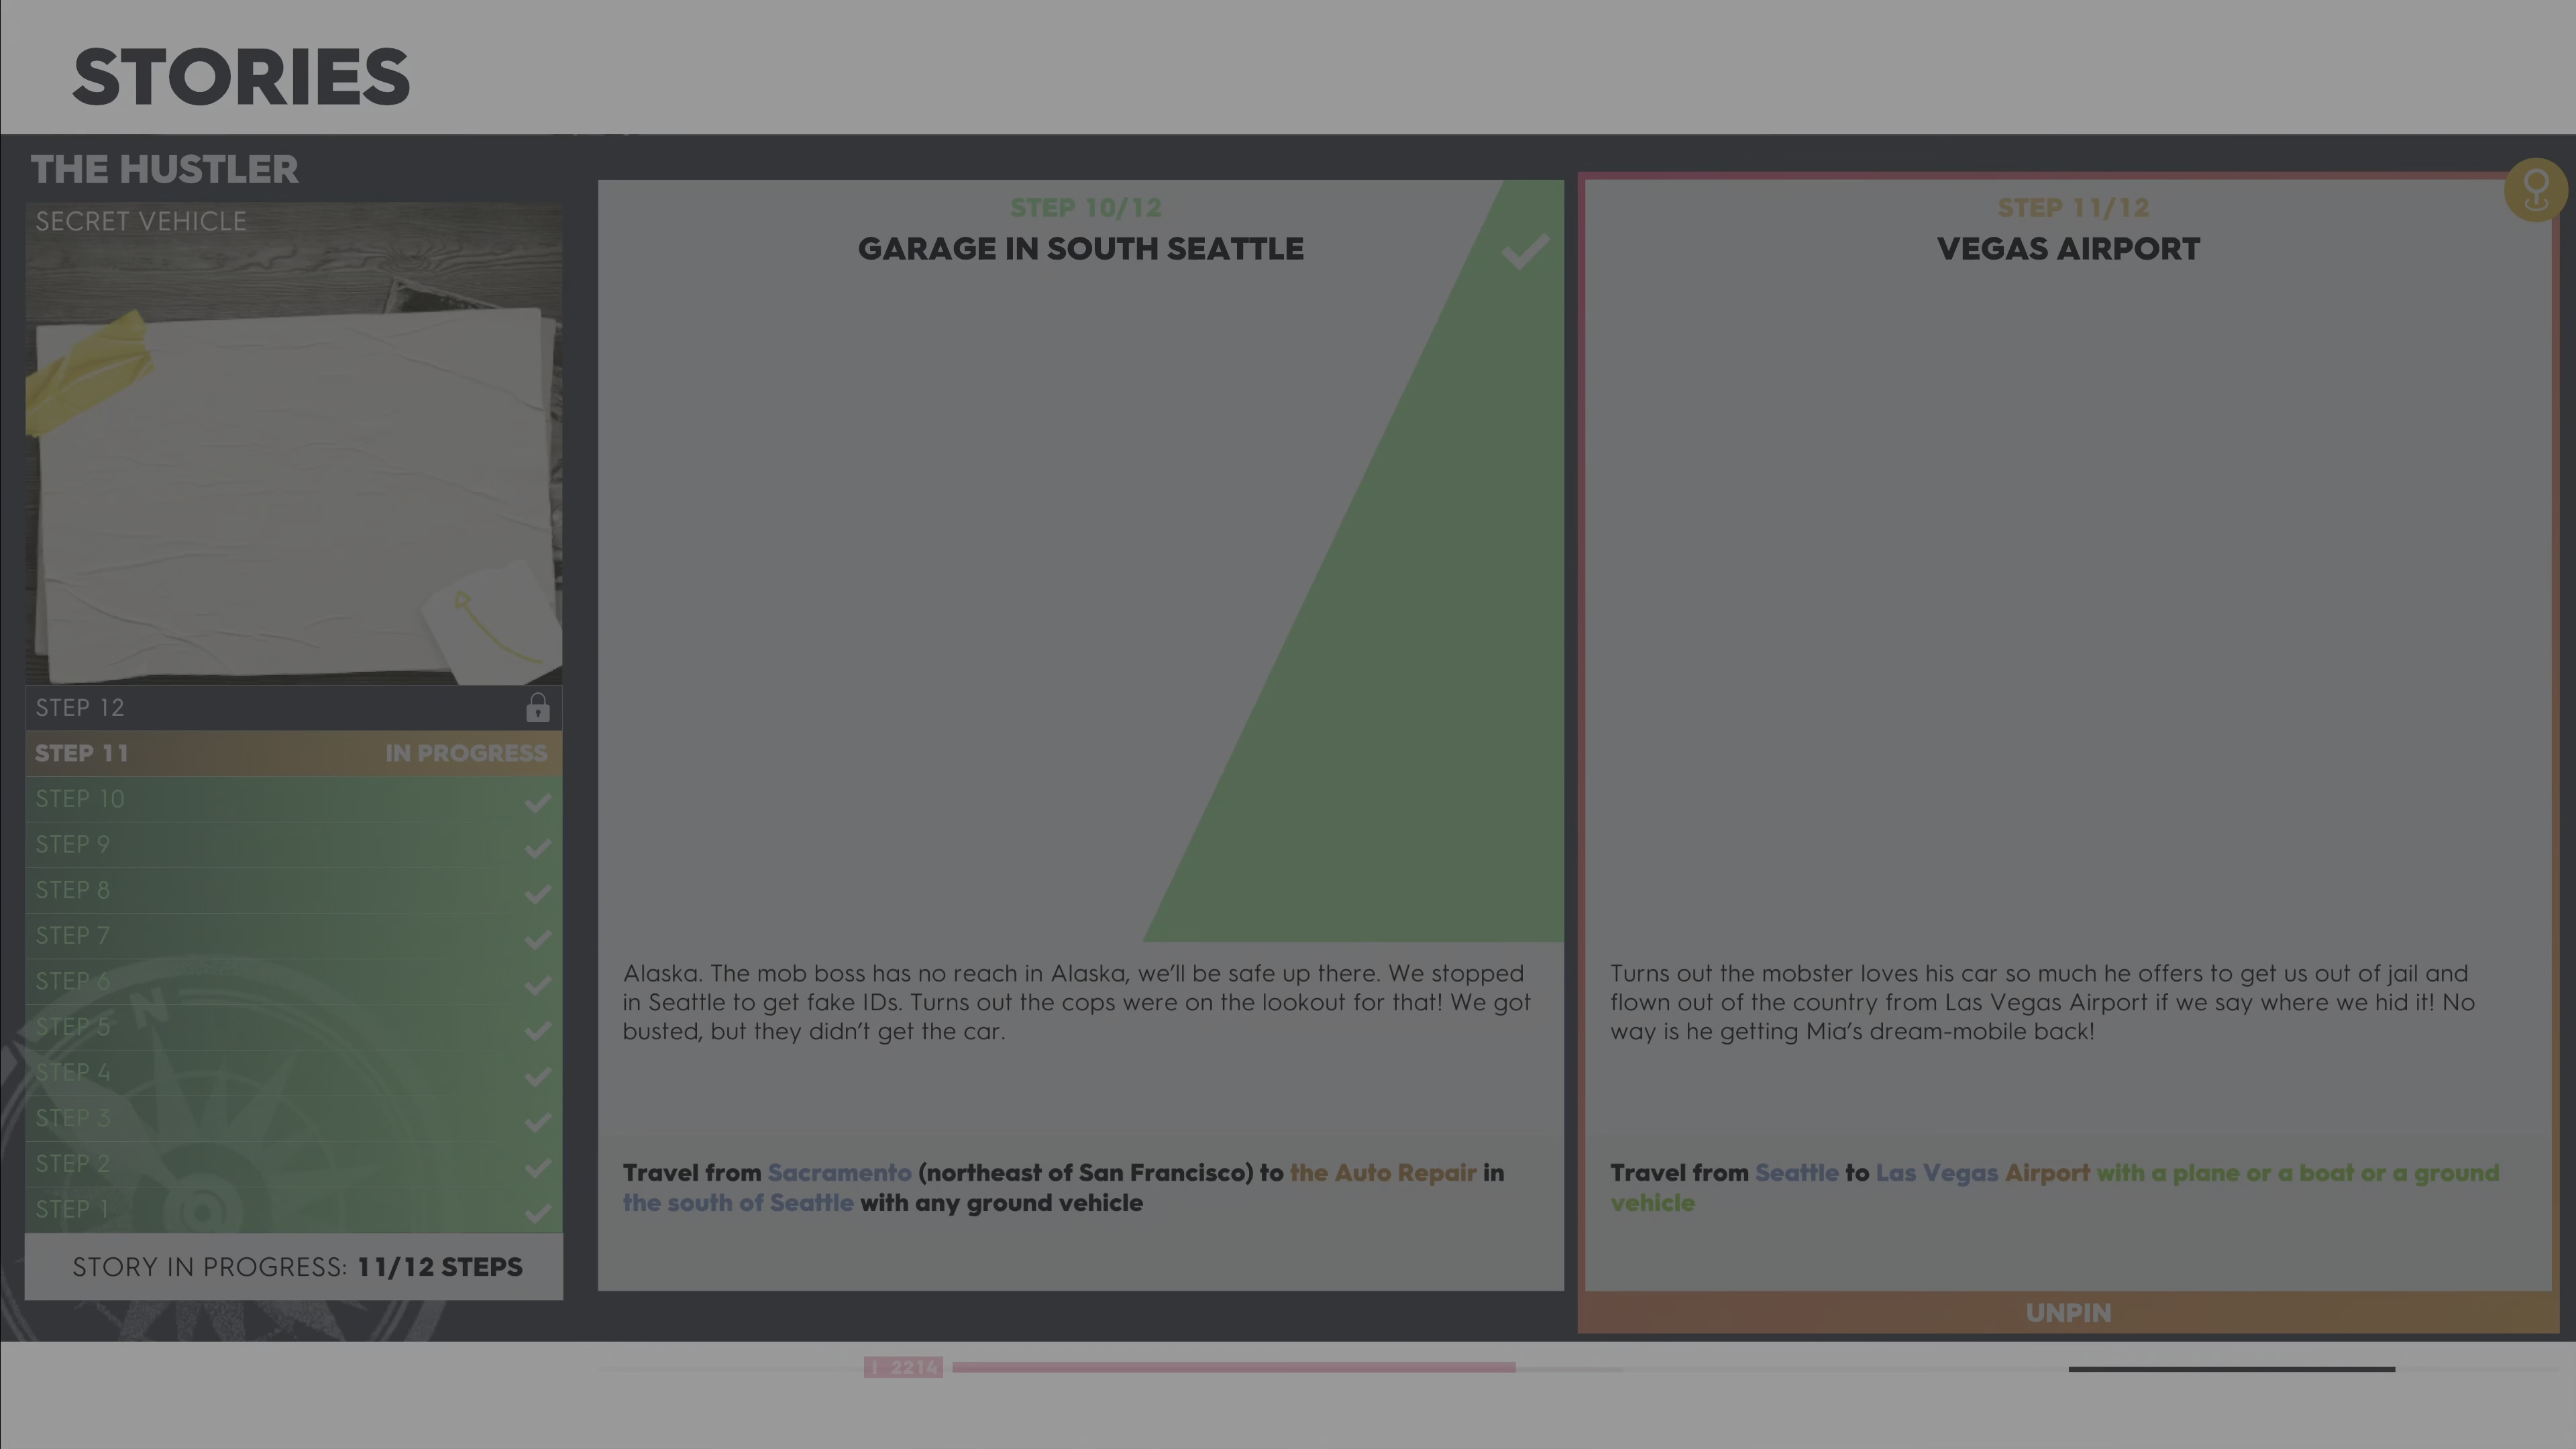 STORIES
THE HUSTLER
SECRET VEHICLE
STEP 12
STEP 11 IN PROGRESS
STEP 10
STEP 9
STEP 8
STEP 7
STEP 6
STEP 5
STEP 4
STEP 3
STEP 2
STEP 1
STORY IN PROGRESS: 11/12 STEPS
N
STEP 10/12
GARAGE IN SOUTH SEATTLE
Alaska. The mob boss has no reach in Alaska, we'll be safe up there. We stopped
in Seattle to get fake IDs. Turns out the cops were on the lookout for that! We got
busted, but they didn't get the car.
Travel from Sacramento (northeast of San Francisco) to the Auto Repair in
the south of Seattle with any ground vehicle
STEP 11/12
VEGAS AIRPORT
Turns out the mobster loves his car so much he offers to get us out of jail and
flown out of the country from Las Vegas Airport if we say where we hid it! No
way is he getting Mia's dream-mobile back!
Travel from Seattle to Las Vegas Airport with a plane or a boat or a ground
vehicle
UNPIN
2214